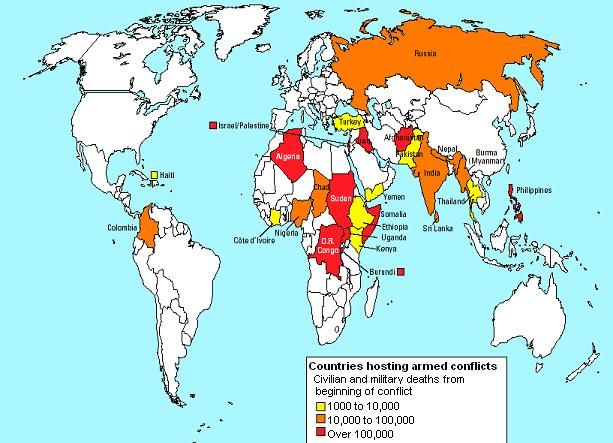 Russia
Turkey
Israel/Palestine
Iraq
Afghanistan
Algeria
Pakistan
Nepal
Burma
(Myanmar)
India
Haiti
Chad
Sudan
Yemen
Philippines
Thailand
Somalia
Colombia
Ethiopia
Sri Lanka
Nigeria
Uganda
Côte d'Ivoire
D.R.
Congo
Kenya
Burundi
Countries hosting armed conflicts
Civilian and military deaths from
beginning of conflict
1000 to 10,000
10,000 to 100,000
Over 100,000